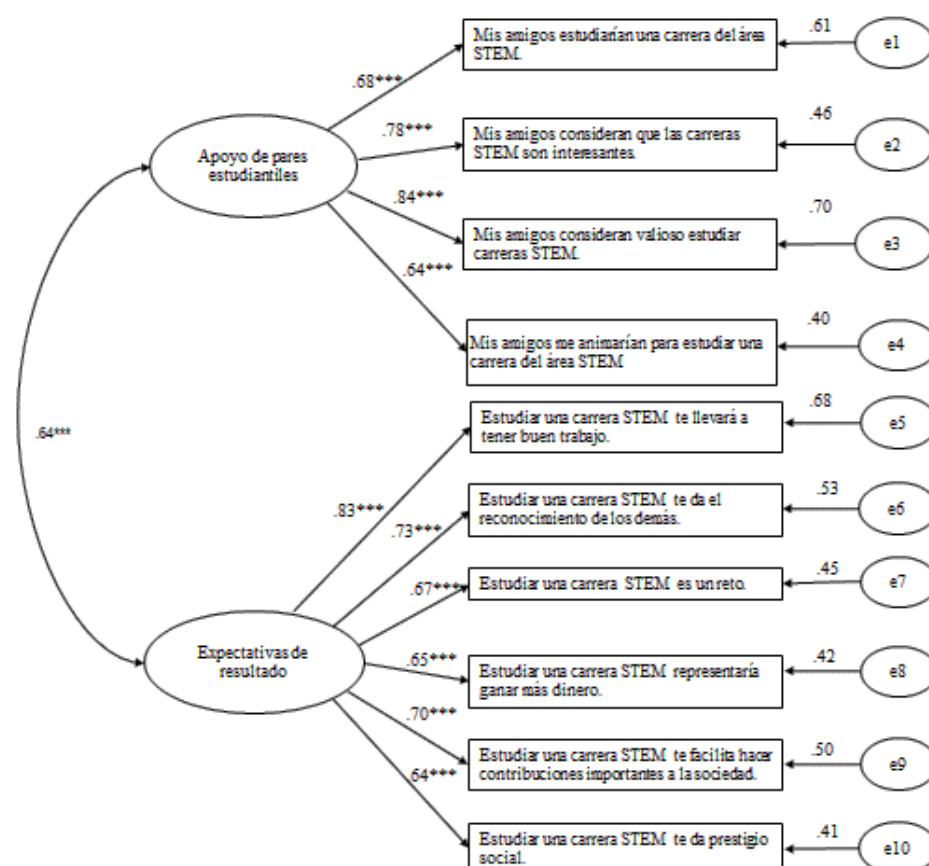 Mis amigos estudiarían una carrera del área
STEM.
.61
e1
.68***
Mis amigos consideran que las carreras
STEM son interesantes.
.46
e2
.78***
Apoyo de pares
estudiantiles
.84***
Mis amigos consideran valioso estudiar
carreras STEM.
.70
e3
.64***
Mis amigos me animarían para estudiar una
carrera del área STEM
.40
e4
.64***
Estudiar una carrera STEM te llevará a
tener buen trabajo.
.68
e5
.83***
Estudiar una carrera STEM te da el
reconocimiento de los demás.
.53
e6
.73***
Estudiar una carrera STEM es un reto.
.45
e7
.67***
Expectativas de
resultado
.65***
Estudiar una carrera STEM representaría
ganar más dinero.
.42
e8
.70***
Estudiar una carrera STEM te facilita hacer
contribuciones importantes a la sociedad.
.50
e9
.64***
Estudiar una carrera STEM te da prestigio
social.
.41
e10